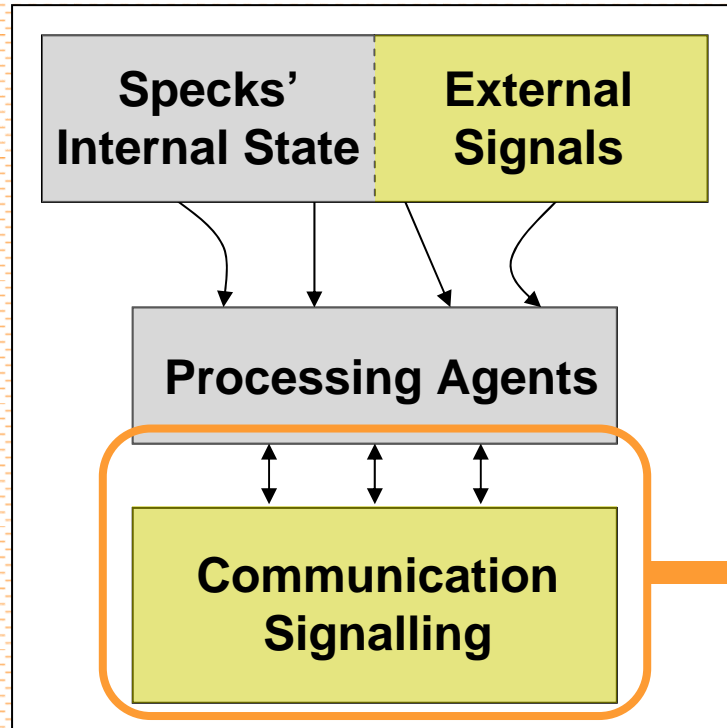 Specks’
Internal State
External
Signals
Processing Agents
Communication
Signalling